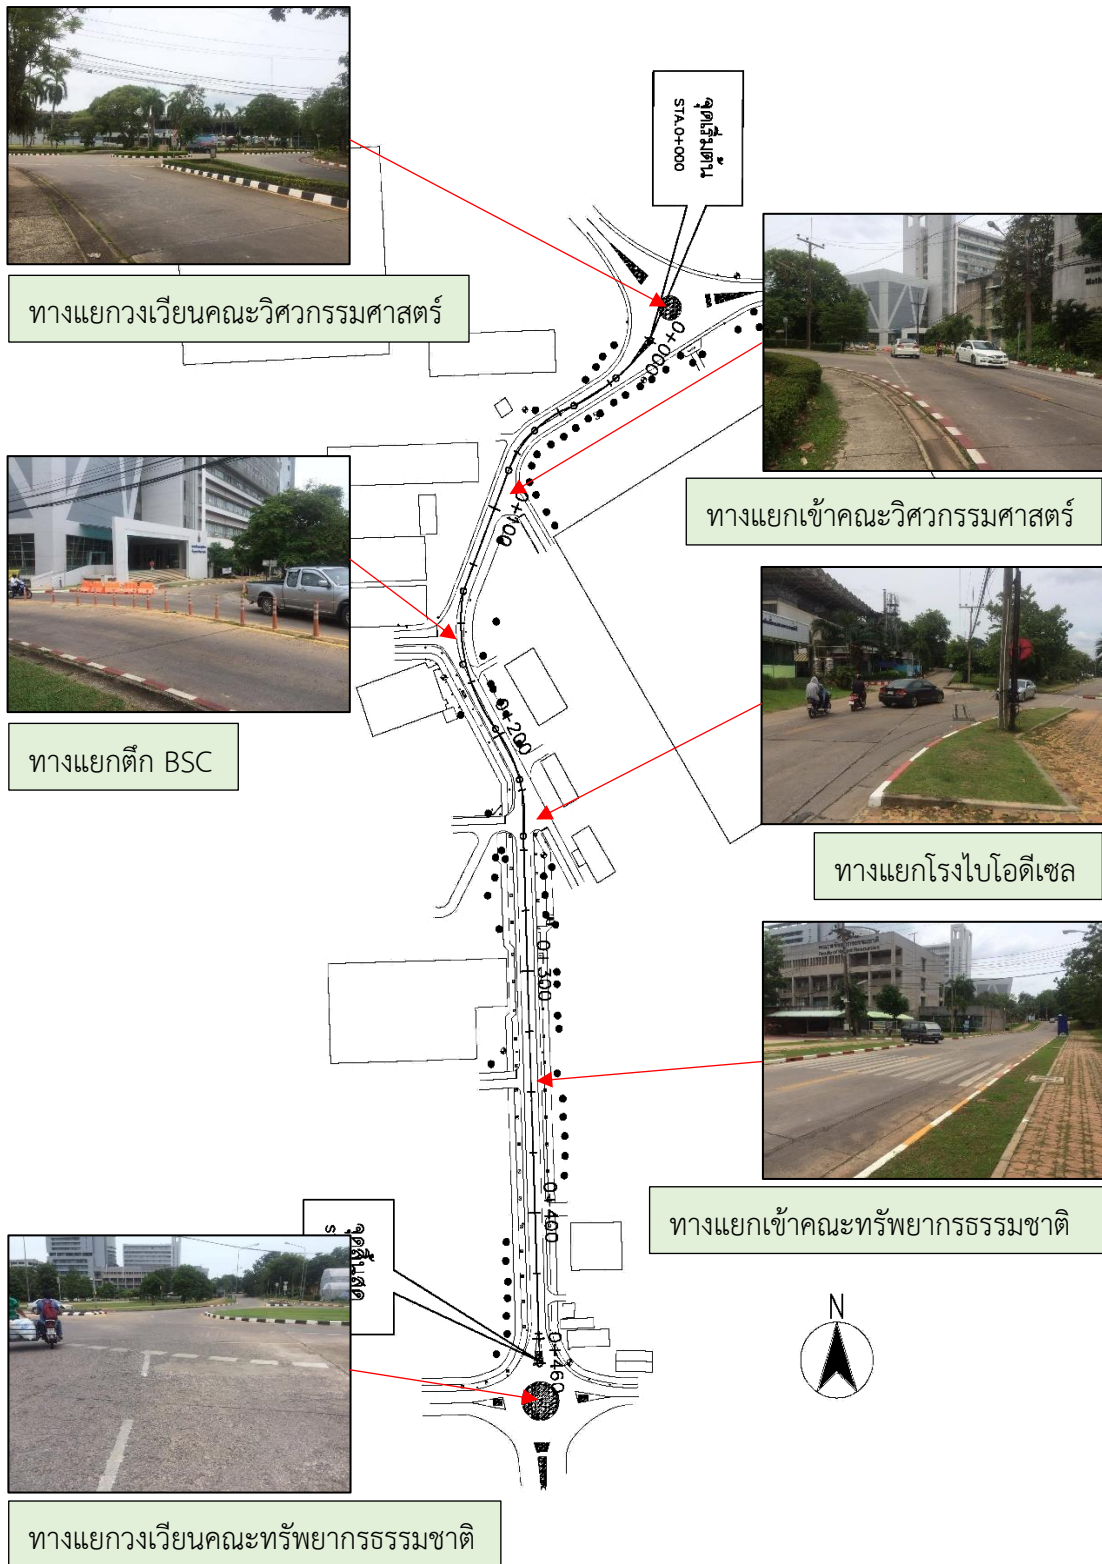 จุดเริ่มต้น
STA.0+000
ทางแยกวงเวียนคณะวิศวกรรมศาสตร์
0+000
ทางแยกเข้าคณะวิศวกรรมศาสตร์
0+100
ทางแยกตึก BSC
0+200
ทางแยกโรงไบโอดีเซล
0+300
ทางแยกเข้าคณะทรัพยากรธรรมชาติ
0+400
จุดสิ้นสุด
S
0+460
N
ทางแยกวงเวียนคณะทรัพยากรธรรมชาติ